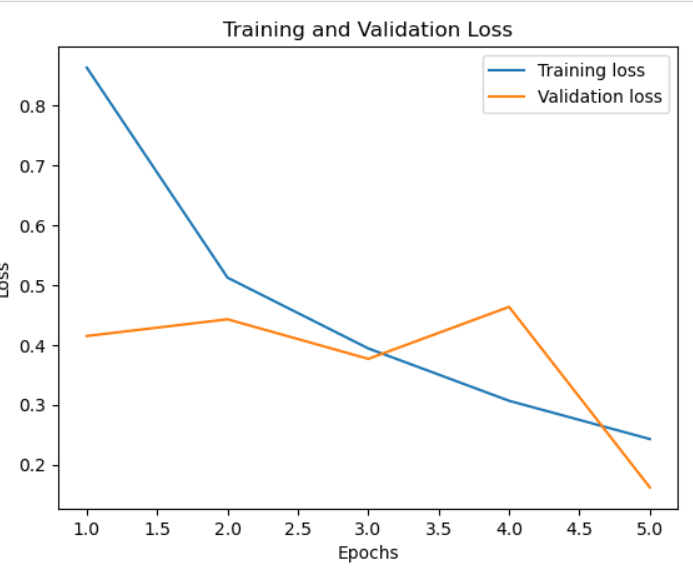 Training and Validation Loss
Training loss
Validation loss
0.8
0.7
0.6
0.5
0.4
0.3
0.2
Loss
1.0 1.5 2.0 2.5 3.0 3.5 4.0 4.5 5.0
Epochs